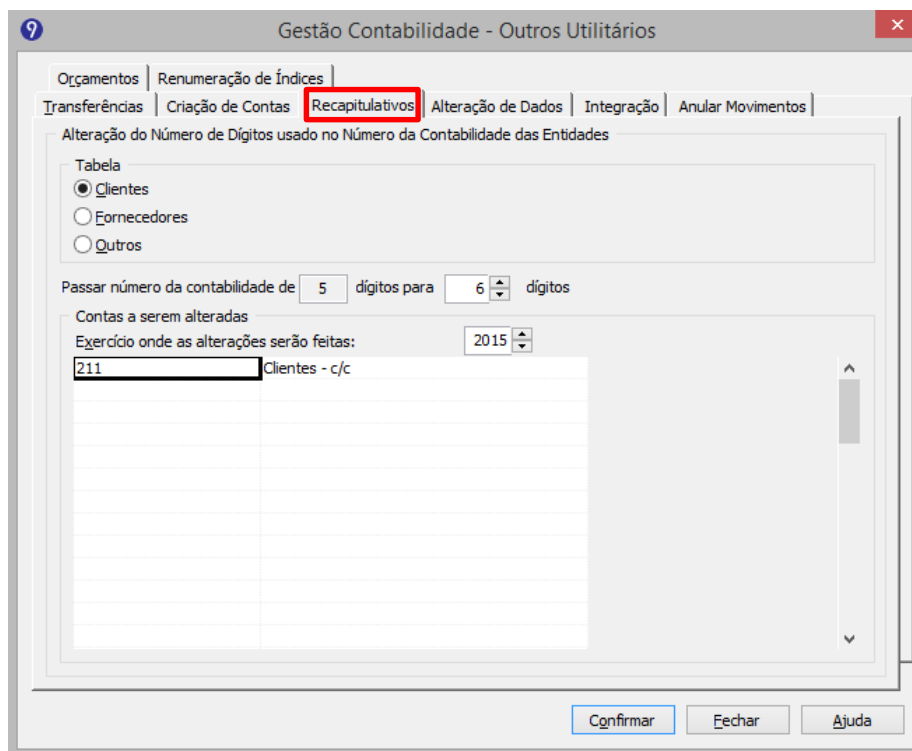 9 Gestão Contabilidade - Outros Utilitários
Orçamentos Renumeração de Índices
Transferências Criação de Contas Recapitulativos Alteração de Dados Integração Anular Movimentos
Alteração do Número de Dígitos usado no Número da Contabilidade das Entidades
Tabela
Clientes
Fornecedores
Outros
Passar número da contabilidade de 5 dígitos para 6 dígitos
Contas a serem alteradas
Exercício onde as alterações serão feitas: 2015
211 Clientes - c/c
Confirmar Fechar Ajuda